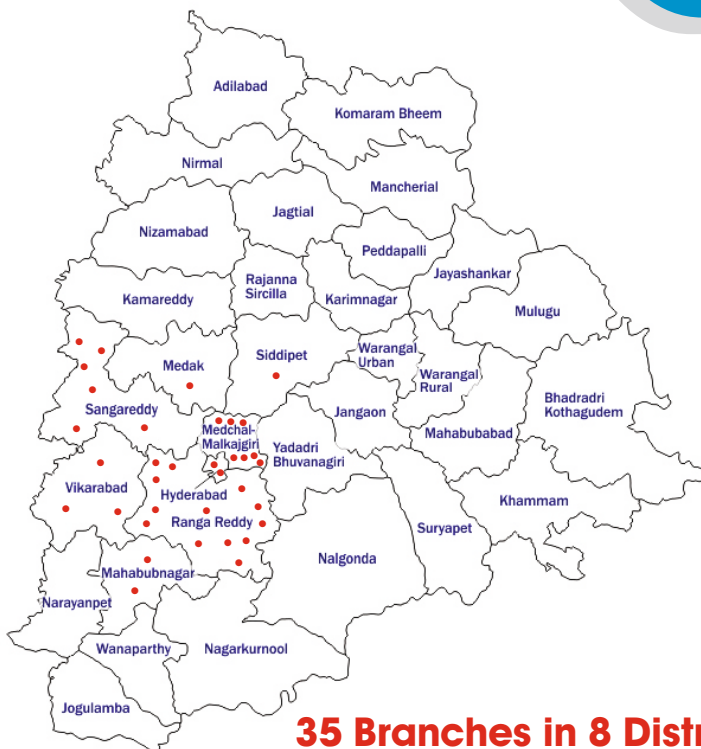 Adilabad
Komaram Bheem
Nirmal
Mancherial
Jagtial
Nizamabad
Peddapalli
Jayashankar
Rajanna
Sircilla
Kamareddy
Karimnagar
Mulugu
Siddipet
Warangal
Urban
Medak
Warangal
Rural
Bhadradri
Kothagudem
Sangareddy
Jangaon
Medchal-
Malkajgiri
Mahabubabad
Yadadri
Bhuvanagiri
Vikarabad
Hyderabad
Khammam
Ranga Reddy
Suryapet
Nalgonda
Mahabubnagar
Narayanpet
Wanaparthy
Nagarkurnool
Jogulamba
35 Branches in 8 Distr